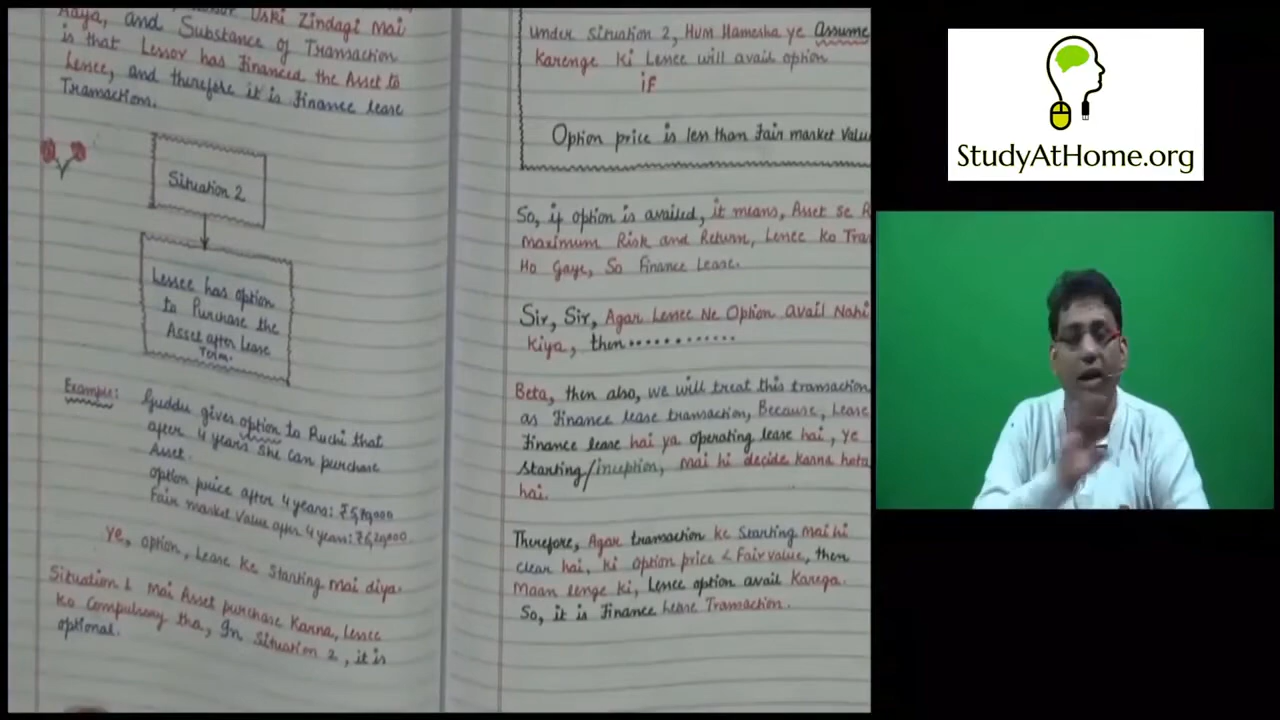 Aaya, and Uski Zindagi Mai
is that Lessor has financed the Asset to
Lessee, and therefore it is Finance lease
Transactions.
Situation 2
Lessee has option
to Purchase the
Asset after Lease
Term.
Example: Guddu gives option to Ruchi that
after 4 years she can purchase
Asset.
option price after 4 years:
Fair market Value after 4 years:
ye, option, Lease ke Starting mai diya.
Situation 1 Mai Asset purchase Karna, Lessee
Ko Compulsory tha, In Situation 2, it is
optional.
under Situation 2, Hum Hamesha ye Assume
Karenge Ki Lessee will avail option
if
Option price is less than Fair market Value
So, if option is availed, it means, Asset se
maximum Risk and Return, Lessee Ko
Ho Gaye, So Finance Lease.
Sir, Sir, Agar Lessee Ne Option avail Nahi
Kiya, then............
Beta, then also, we will treat this transaction
as Finance lease transaction, Because, Lease
Finance lease hai ya operating lease hai, ye
Starting/inception, mai hi decide Karna hota
hai.
Therefore, Agar transaction ke Starting mai hi
clear hai, ki option price < Fair value, then
Maan lenge ki, Lessee option avail Karega.
So, it is Finance Lease Transaction.
StudyAtHome.org